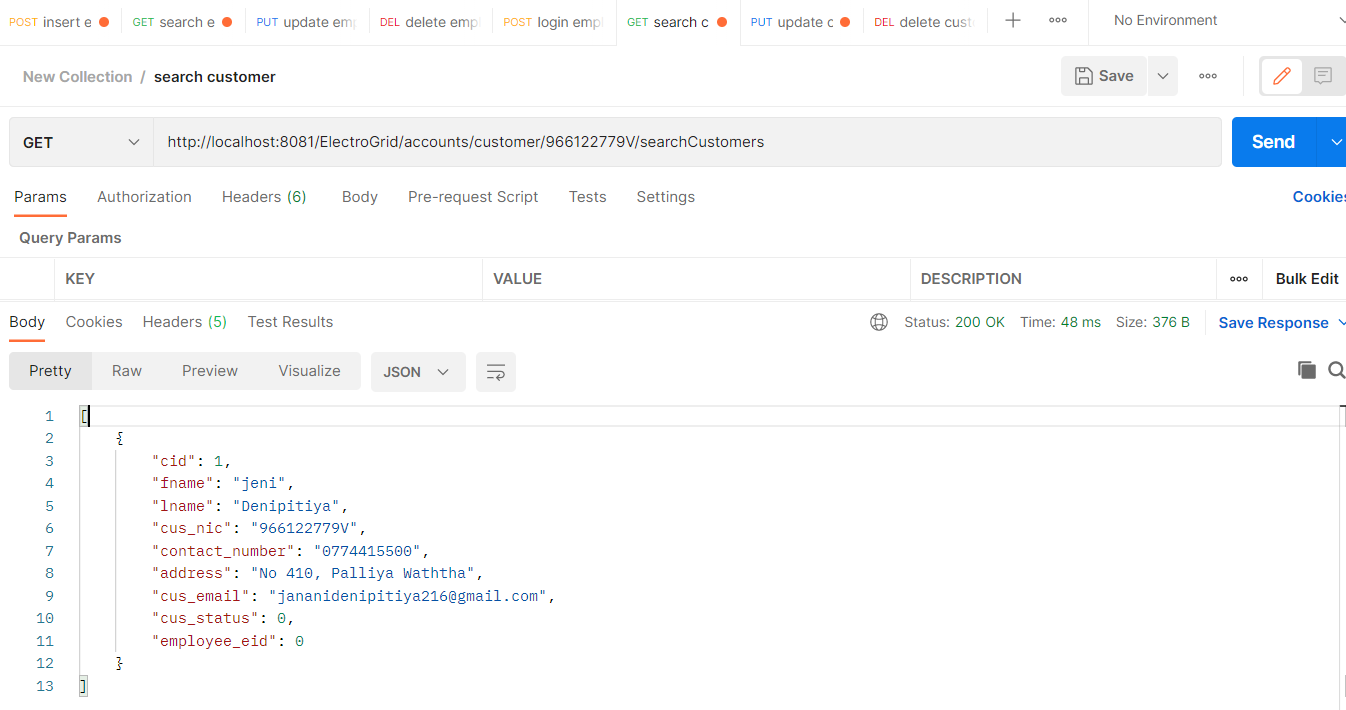 POST insert e GET search e PUT update emp DEL delete empl POST login empl GET search c PUT update c DEL delete cust No Environment
New Collection / search customer Save
GET http://localhost:8081/ElectroGrid/accounts/customer/966122779V/searchCustomers Send
Params Authorization Headers (6) Body Pre-request Script Tests Settings Cookies
Query Params
KEY VALUE DESCRIPTION Bulk Edit
Body Cookies Headers (5) Test Results Status: 200 OK Time: 48 ms Size: 376 B Save Response
Pretty Raw Preview Visualize JSON
1 [
2 {
3 "cid": 1,
4 "fname": "jeni",
5 "lname": "Denipitiya",
6 "cus_nic": "966122779V",
7 "contact_number": "0774415500",
8 "address": "No 410, Palliya Waththa",
9 "cus_email": "jananidenipitiya216@gmail.com",
10 "cus_status": 0,
11 "employee_eid": 0
12 }
13 ]